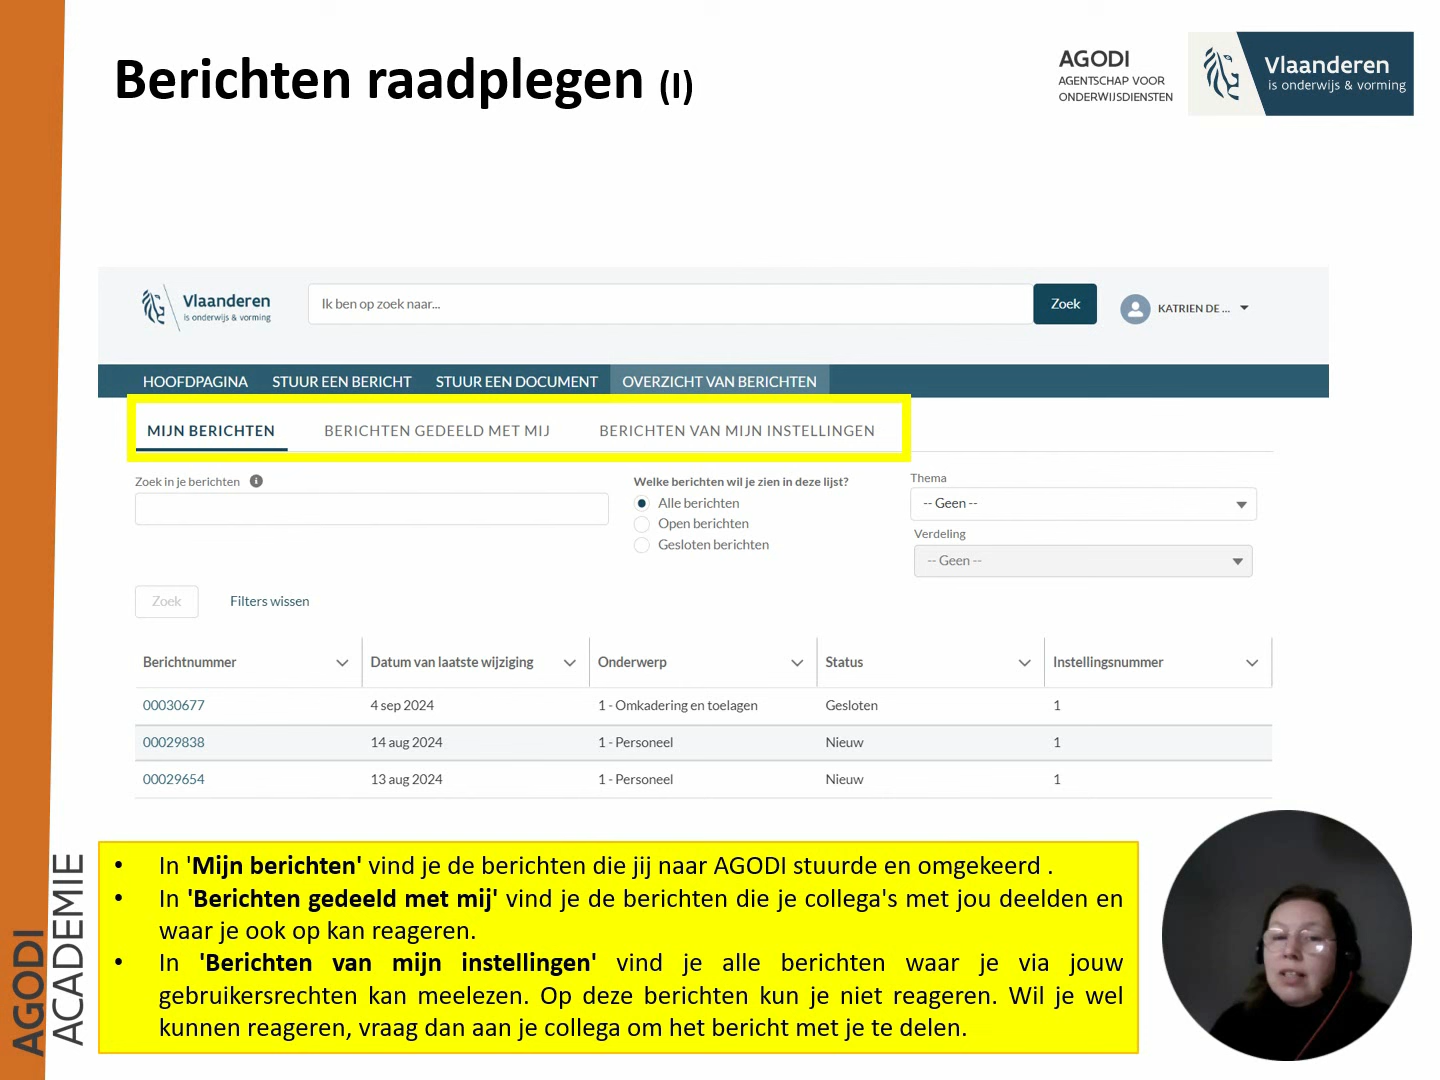 Berichten raadplegen (I)
AGODI
AGENTSCHAP VOOR
ONDERWIJSDIENSTEN
Vlaanderen
is onderwijs & vorming
Vlaanderen
is onderwijs & vorming
Ik ben op zoek naar...
Zoek
KATRIEN DE ...
HOOFDPAGINA STUUR EEN BERICHT STUUR EEN DOCUMENT OVERZICHT VAN BERICHTEN
MIJN BERICHTEN BERICHTEN GEDEELD MET MIJ BERICHTEN VAN MIJN INSTELLINGEN
Zoek in je berichten
Welke berichten wil je zien in deze lijst?
Alle berichten
Open berichten
Gesloten berichten
Thema
-- Geen --
Verdeling
-- Geen --
Zoek Filters wissen
Berichtnummer Datum van laatste wijziging Onderwerp Status Instellingsnummer
00030677 4 sep 2024 1 - Omkadering en toelagen Gesloten 1
00029838 14 aug 2024 1 - Personeel Nieuw 1
00029654 13 aug 2024 1 - Personeel Nieuw 1
• In 'Mijn berichten' vind je de berichten die jij naar AGODI stuurde en omgekeerd .
• In 'Berichten gedeeld met mij' vind je de berichten die je collega's met jou deelden en
waar je ook op kan reageren.
• In 'Berichten van mijn instellingen' vind je alle berichten waar je via jouw
gebruikersrechten kan meelezen. Op deze berichten kun je niet reageren. Wil je wel
kunnen reageren, vraag dan aan je collega om het bericht met je te delen.
AGODI
ACADEMIE